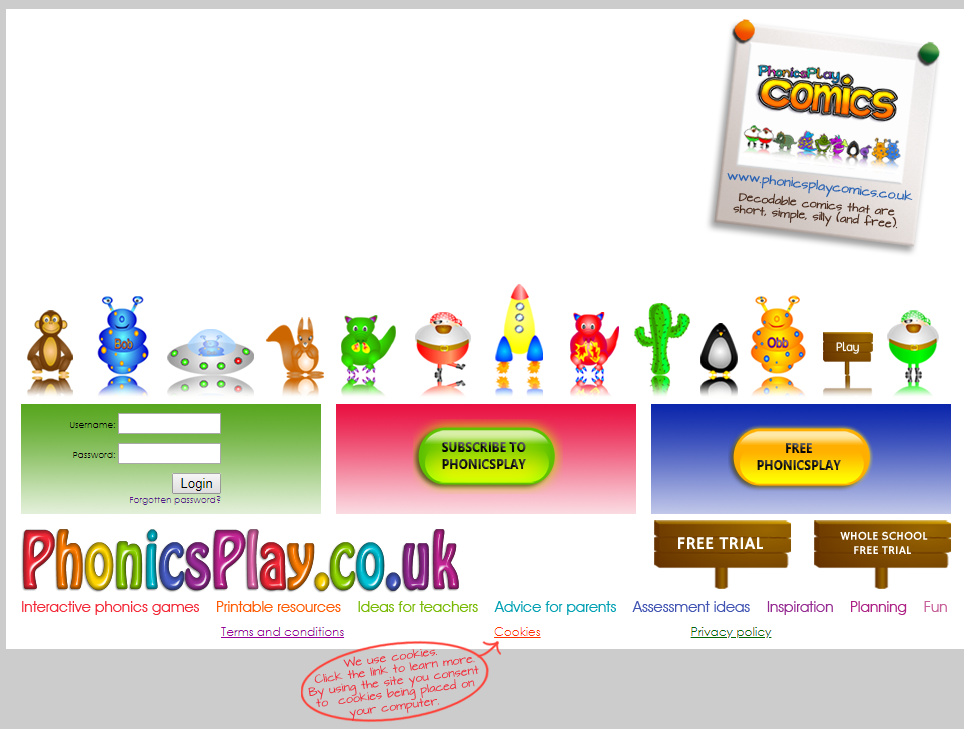 PhonicsPlay
comics
www.phonicsplaycomics.co.uk
Decodable comics that are
short, simple, silly (and free).
Bob
Obb
Play
Username:
Password:
Login
Forgotten password?
SUBSCRIBE TO
PHONICSPLAY
FREE
PHONICSPLAY
PhonicsPlay.co.uk
FREE TRIAL
WHOLE SCHOOL
FREE TRIAL
Interactive phonics games Printable resources Ideas for teachers Advice for parents Assessment ideas Inspiration Planning Fun
Terms and conditions Cookies Privacy policy
We use cookies.
Click the link to learn more.
By using the site you consent
to cookies being placed on
your computer.